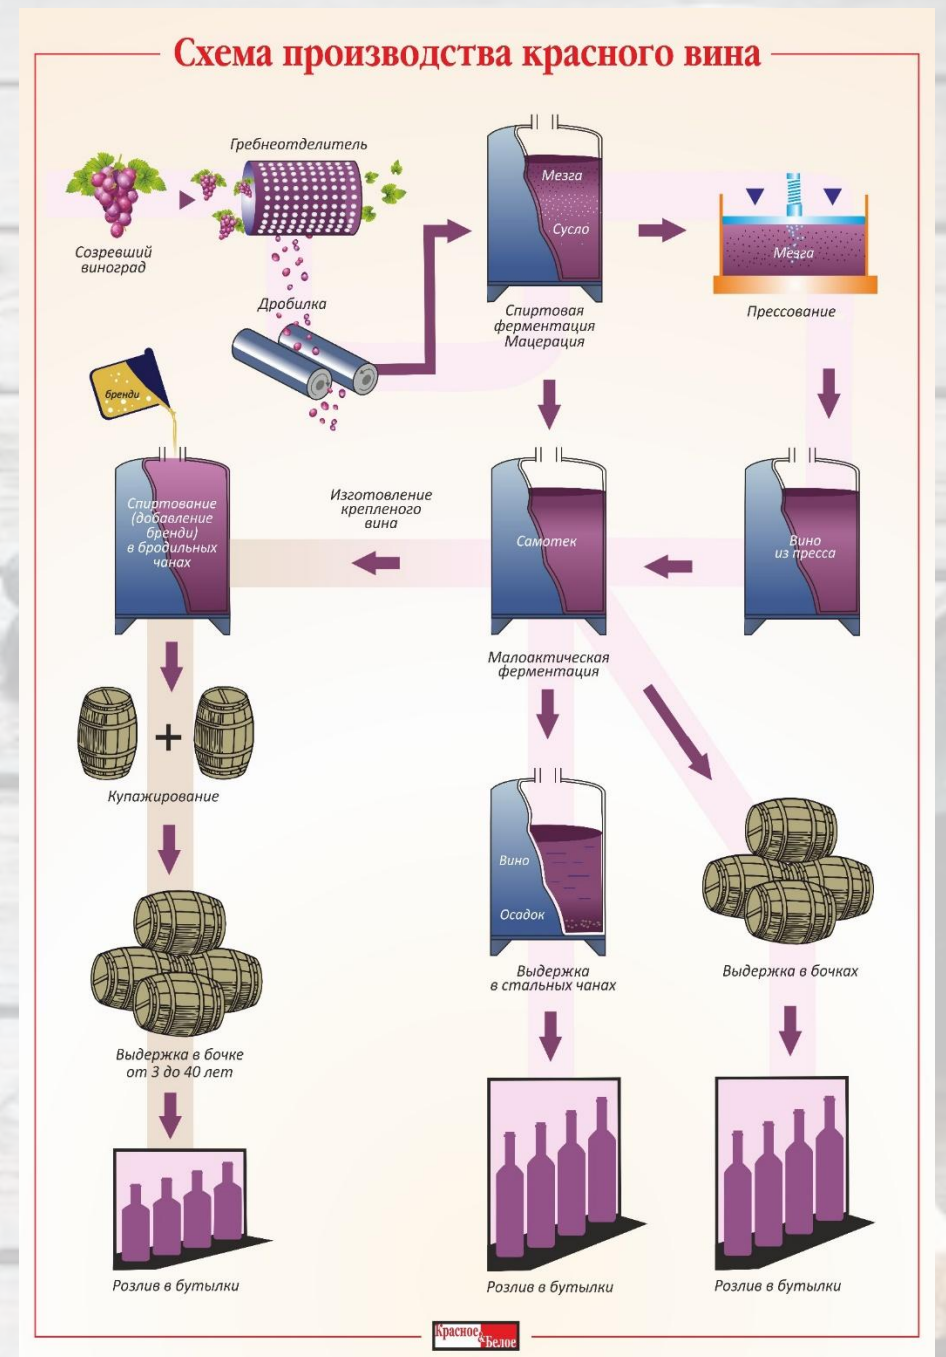 Схема производства красного вина
Гребнеотделитель
Созревший
виноград
Дробилка
Мезга
Сусло
Спиртовая
ферментация
Мацерация
Мезга
Прессование
бренди
Спиртование
(добавление
бренди)
в бродильных
чанах
Изготовление
крепленого
вина
Самотек
Вино
из пресса
Малоактическая
ферментация
Купажирование
Вино
Осадок
Выдержка
в стальных чанах
Выдержка в бочках
Выдержка в бочке
от 3 до 40 лет
Розлив в бутылки
Розлив в бутылки
Розлив в бутылки
Красное&Белое